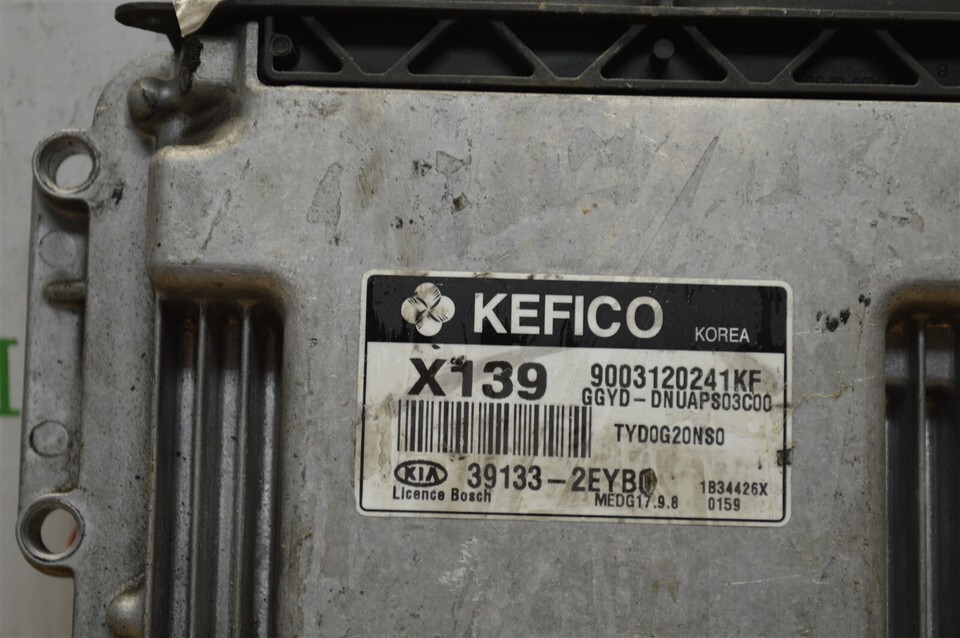 KEFICO
KOREA
X139
9003120241KF
GGYD-DNUAPS03C00
TYD0G20NS0
KIA
39133-2EYB0
1B34426X
Licence Bosch
MEDG17.9.8
0159